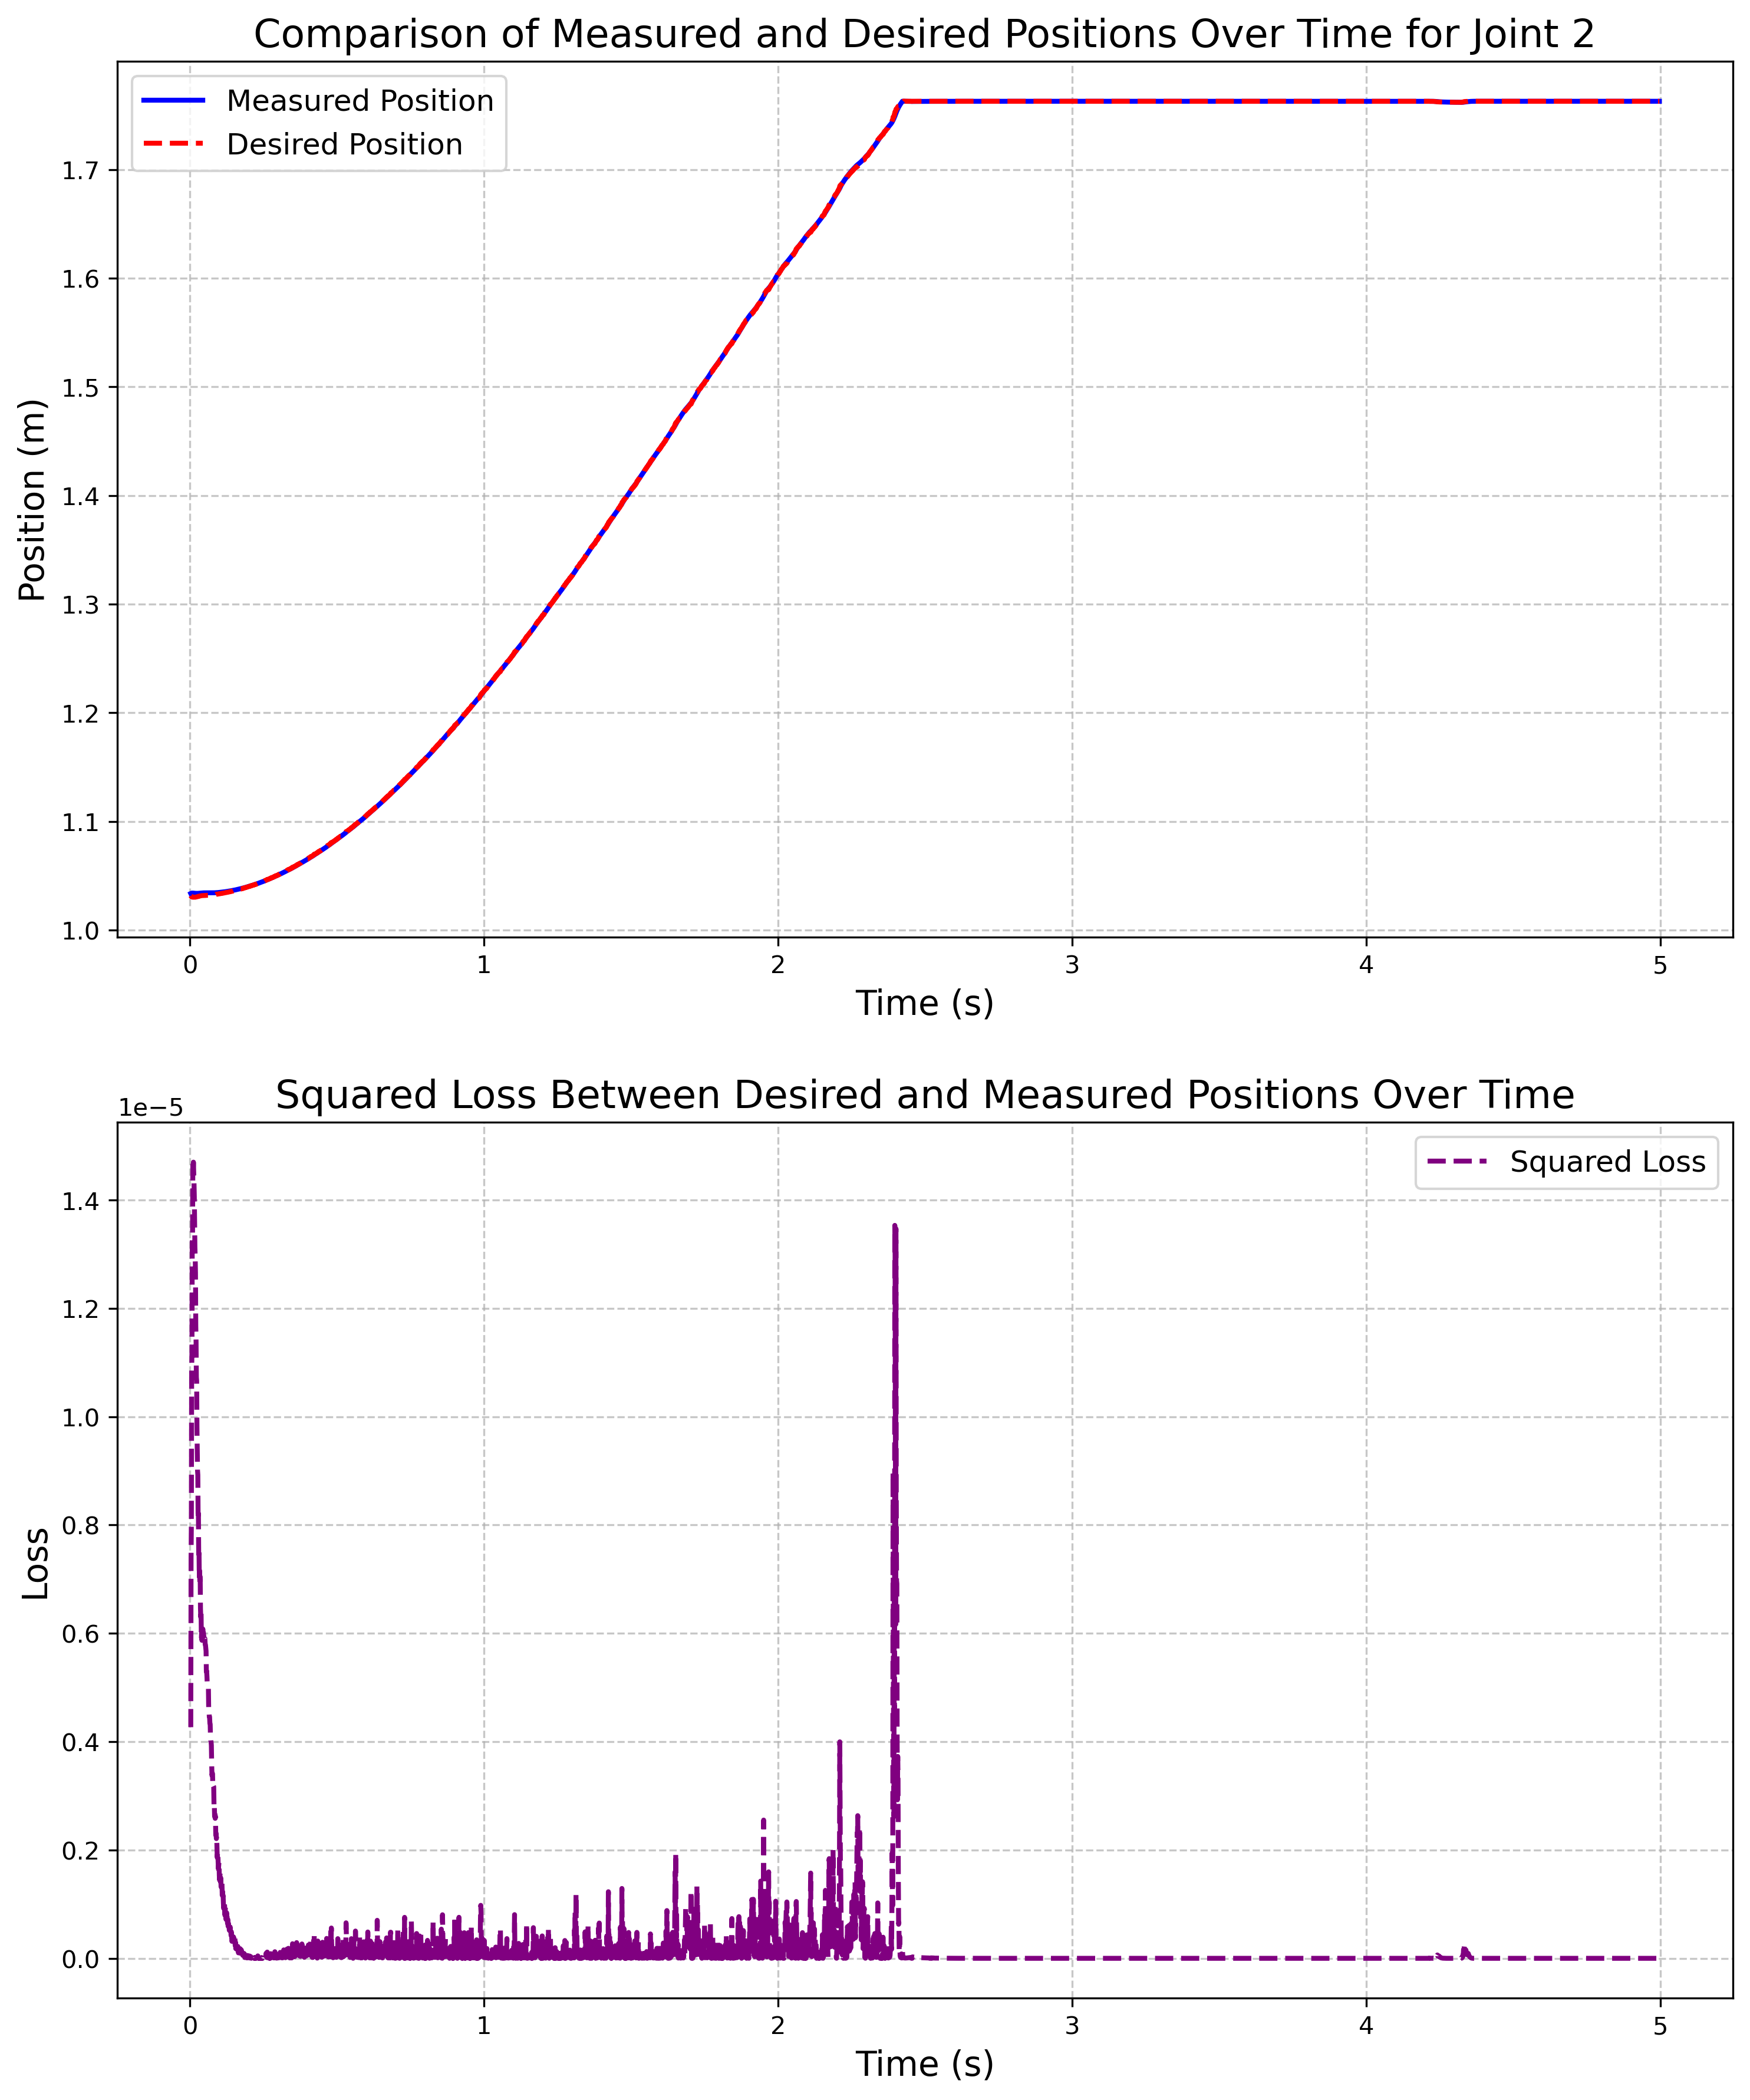 Comparison of Measured and Desired Positions Over Time for Joint 2
Measured Position
Desired Position
1.7
1.6
1.5
1.4
1.3
1.2
1.1
1.0
Position (m)
0 1 2 3 4 5
Time (s)
Squared Loss Between Desired and Measured Positions Over Time
1e−5
Squared Loss
1.4
1.2
1.0
0.8
0.6
0.4
0.2
0.0
Loss
0 1 2 3 4 5
Time (s)